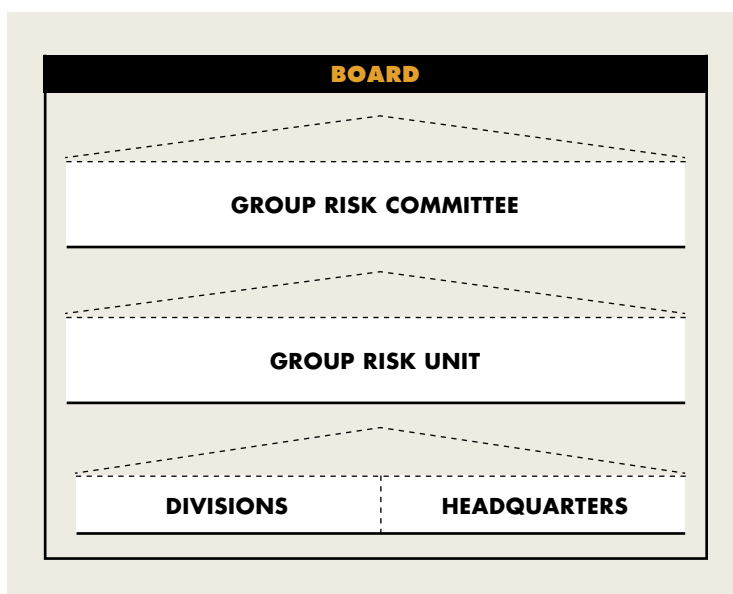 BOARD
GROUP RISK COMMITTEE
GROUP RISK UNIT
DIVISIONS
HEADQUARTERS